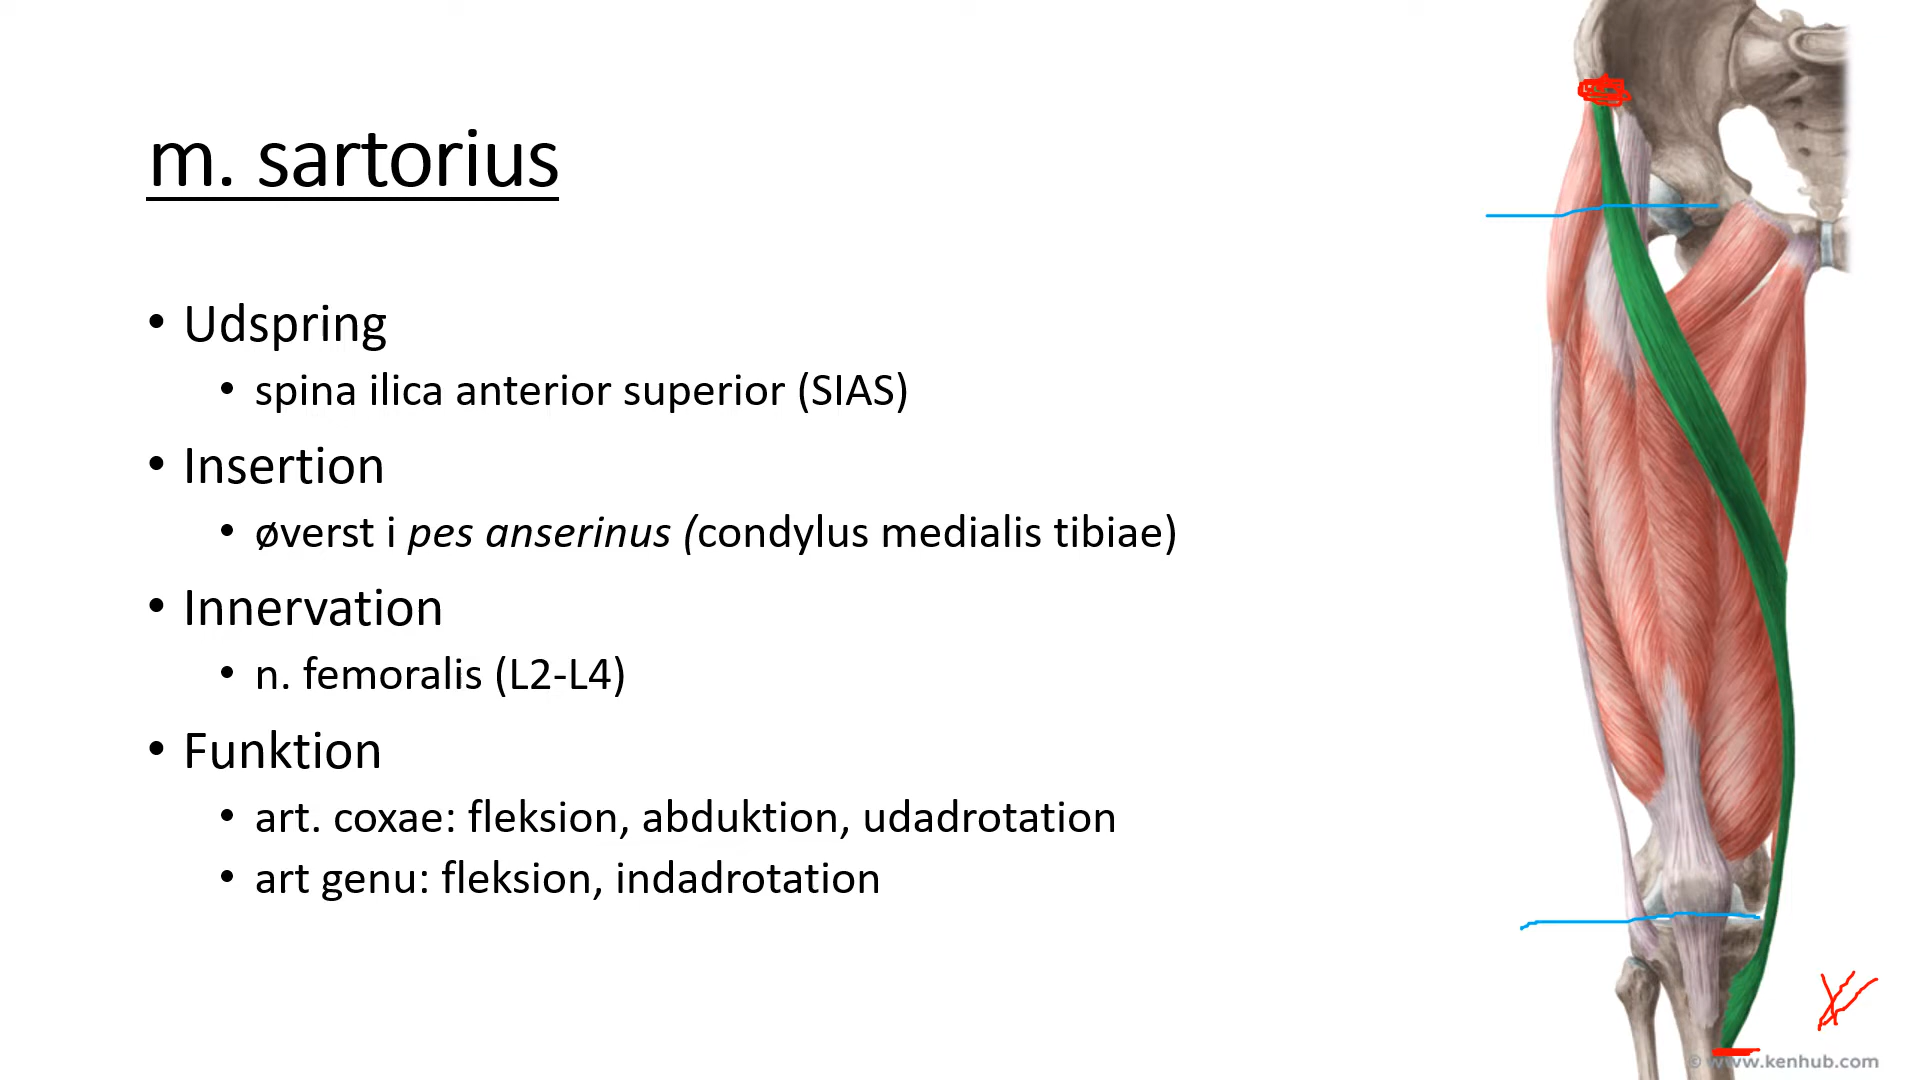 m. sartorius
• Udspring
• spina ilica anterior superior (SIAS)
• Insertion
• øverst i pes anserinus (condylus medialis tibiae)
• Innervation
• n. femoralis (L2-L4)
• Funktion
• art. coxae: fleksion, abduktion, udadrotation
• art genu: fleksion, indadrotation
© www.kenhub.com